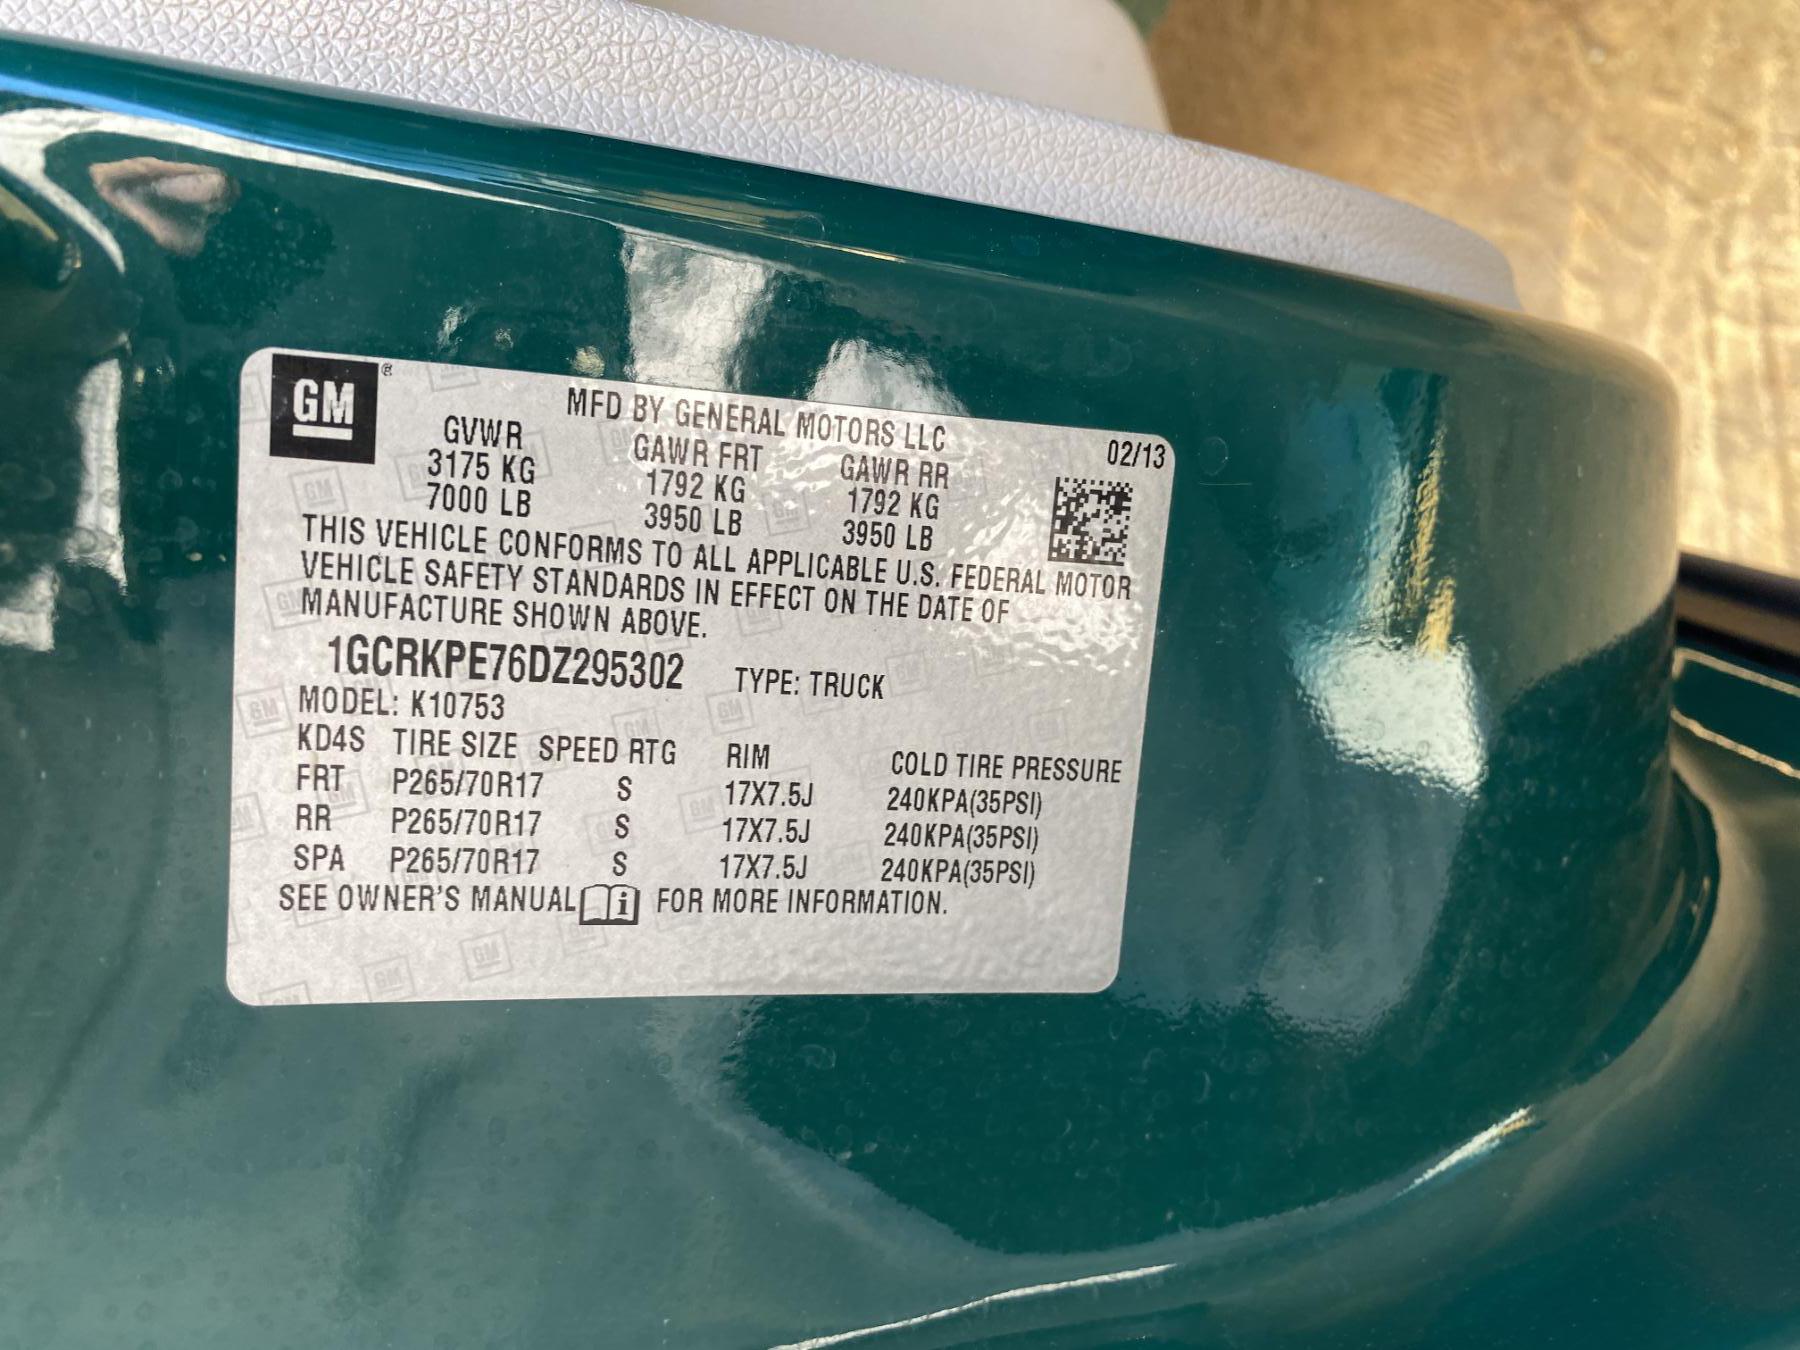 GM®
MFD BY GENERAL MOTORS LLC 02/13
GVWR GAWR FRT GAWR RR
3175 KG 1792 KG 1792 KG
7000 LB 3950 LB 3950 LB
THIS VEHICLE CONFORMS TO ALL APPLICABLE U.S. FEDERAL MOTOR
VEHICLE SAFETY STANDARDS IN EFFECT ON THE DATE OF
MANUFACTURE SHOWN ABOVE.
1GCRKPE76DZ295302 TYPE: TRUCK
MODEL: K10753
KD4S TIRE SIZE SPEED RTG RIM COLD TIRE PRESSURE
FRT P265/70R17 S 17X7.5J 240KPA(35PSI)
RR P265/70R17 S 17X7.5J 240KPA(35PSI)
SPA P265/70R17 S 17X7.5J 240KPA(35PSI)
SEE OWNER'S MANUAL i FOR MORE INFORMATION.